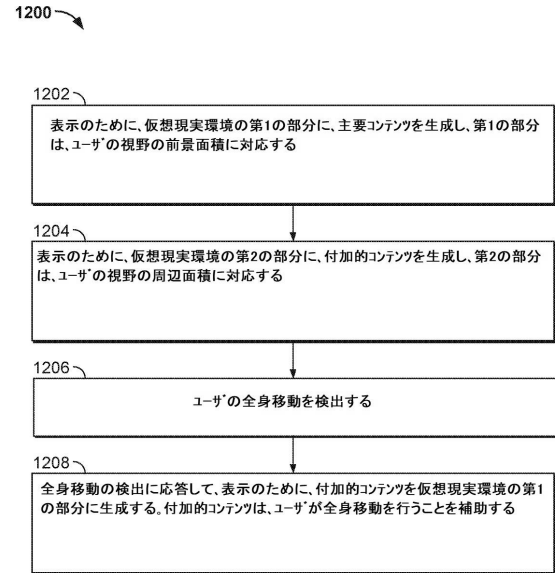 1200
1202
表示のために、仮想現実環境の第1の部分に、主要コンテンツを生成し、第1の部分
は、ユーザの視野の前景面積に対応する
1204
表示のために、仮想現実環境の第2の部分に、付加的コンテンツを生成し、第2の部分
は、ユーザの視野の周辺面積に対応する
1206
ユーザの全身移動を検出する
1208
全身移動の検出に応答して、表示のために、付加的コンテンツを仮想現実環境の第1
の部分に生成する。付加的コンテンツは、ユーザが全身移動を行うことを補助する